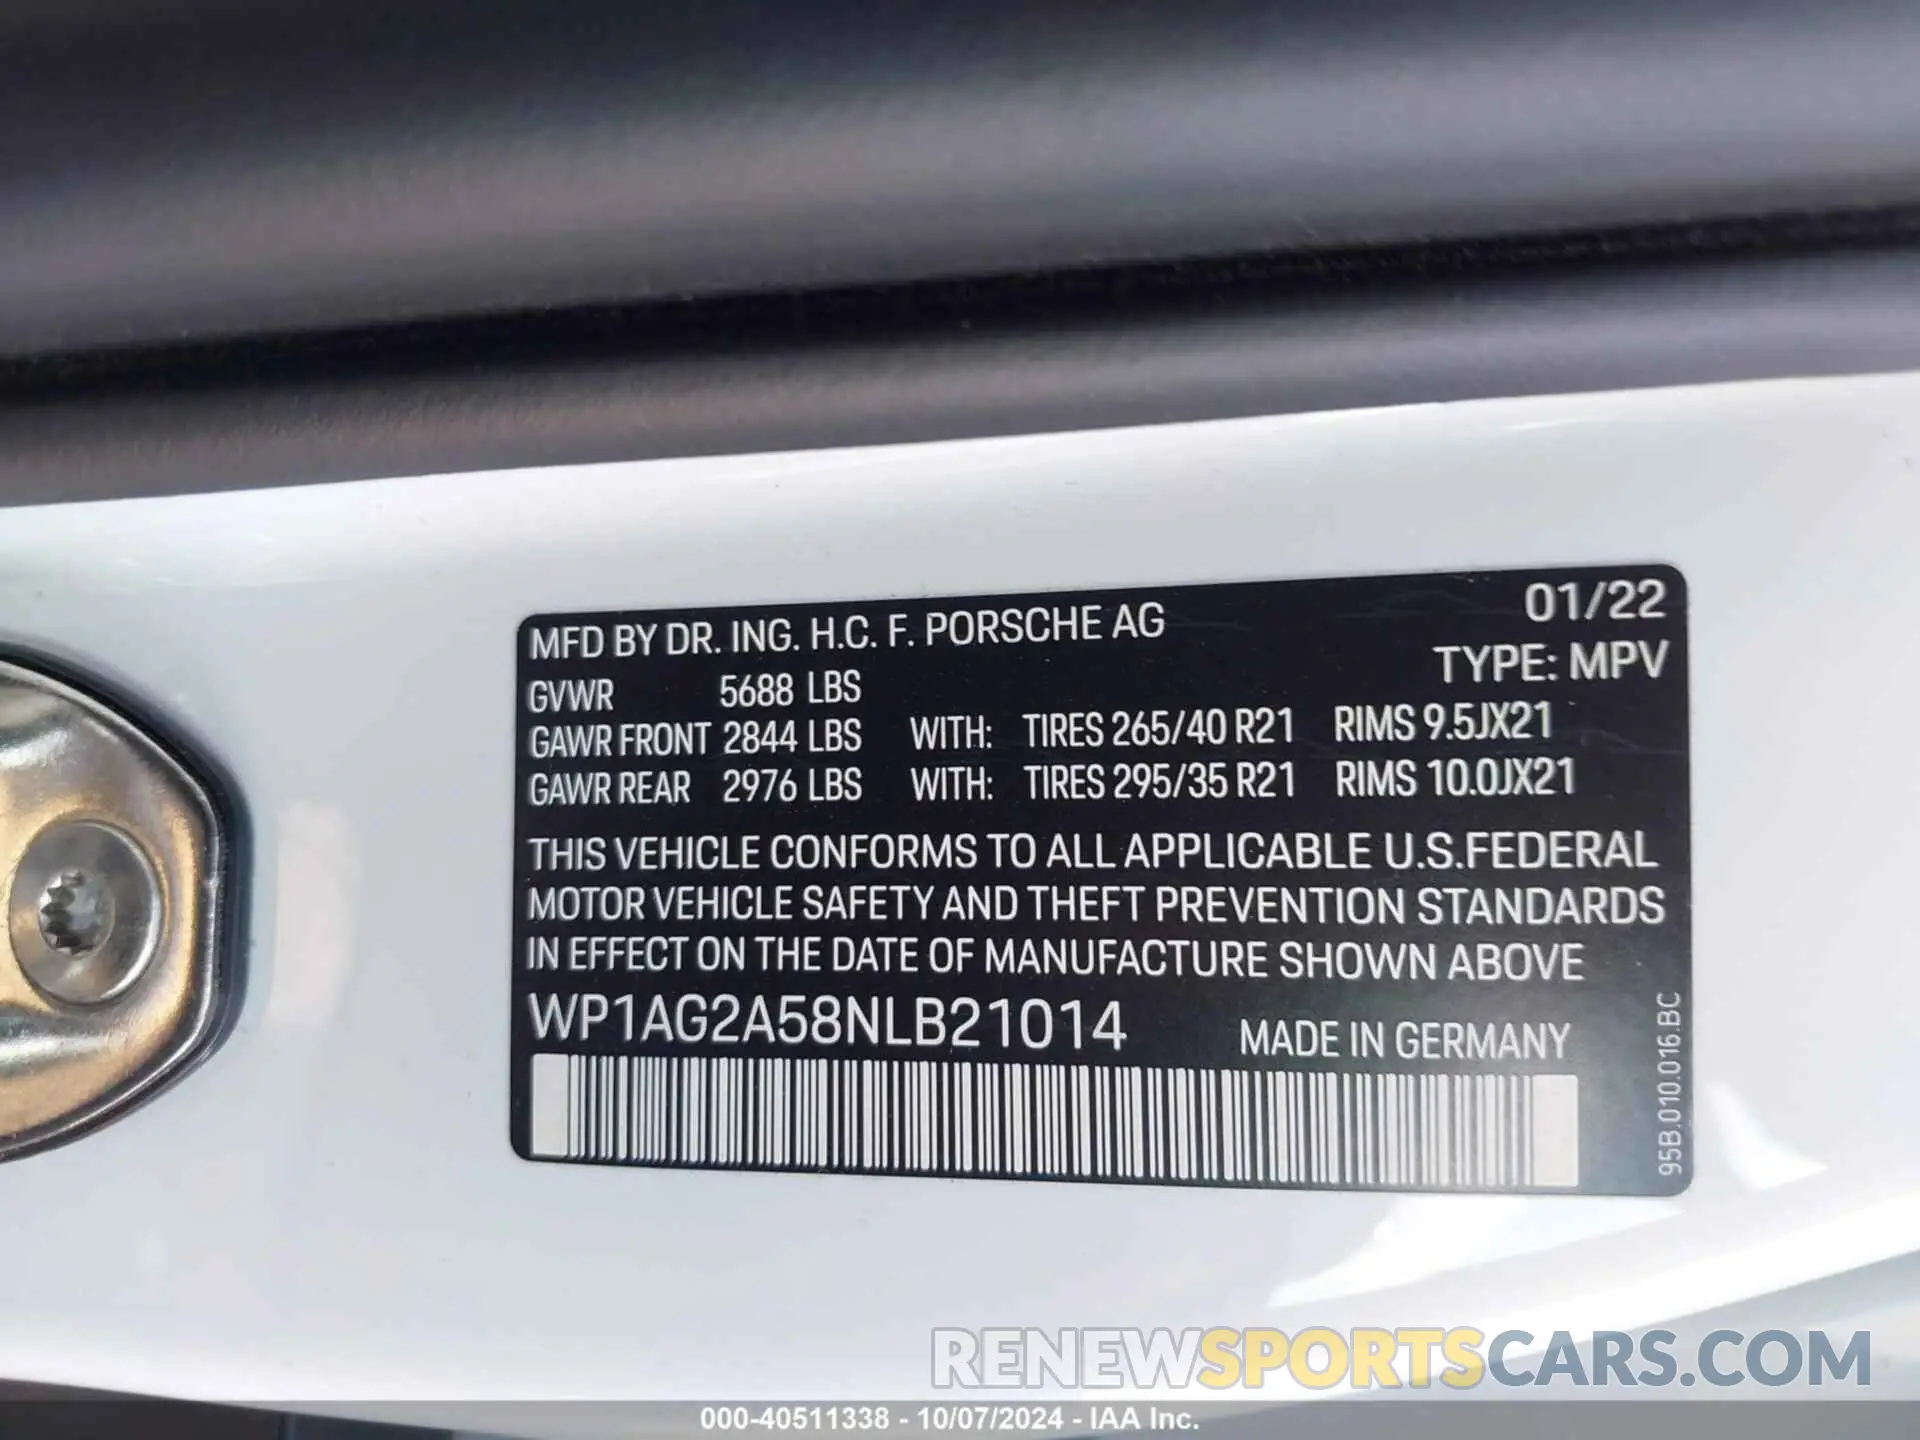 MFD BY DR. ING. H.C. F. PORSCHE AG 01/22
TYPE: MPV
GVWR 5688 LBS
GAWR FRONT 2844 LBS WITH: TIRES 265/40 R21 RIMS 9.5JX21
GAWR REAR 2976 LBS WITH: TIRES 295/35 R21 RIMS 10.0JX21
THIS VEHICLE CONFORMS TO ALL APPLICABLE U.S.FEDERAL
MOTOR VEHICLE SAFETY AND THEFT PREVENTION STANDARDS
IN EFFECT ON THE DATE OF MANUFACTURE SHOWN ABOVE
WP1AG2A58NLB21014 MADE IN GERMANY
95B.010.016.BC
RENEWSPORTSCARS.COM
000-40511338 - 10/07/2024 - IAA Inc.